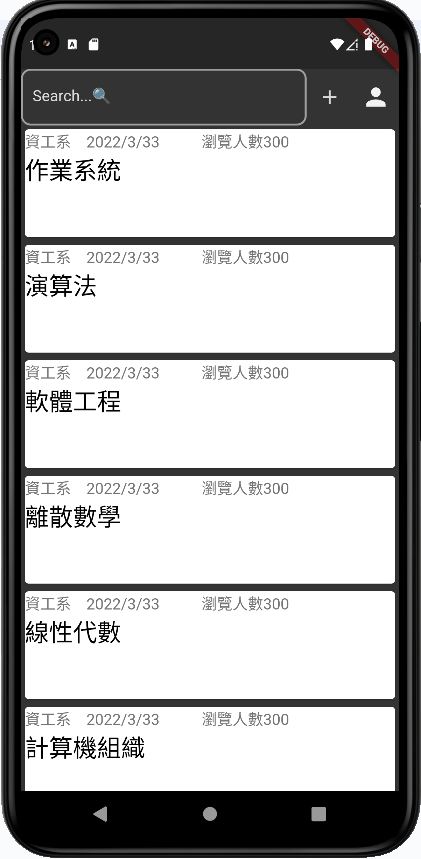 DEBUG
Search...🔍
資工系 2022/3/33 瀏覽人數300
作業系統
資工系 2022/3/33 瀏覽人數300
演算法
資工系 2022/3/33 瀏覽人數300
軟體工程
資工系 2022/3/33 瀏覽人數300
離散數學
資工系 2022/3/33 瀏覽人數300
線性代數
資工系 2022/3/33 瀏覽人數300
計算機組織